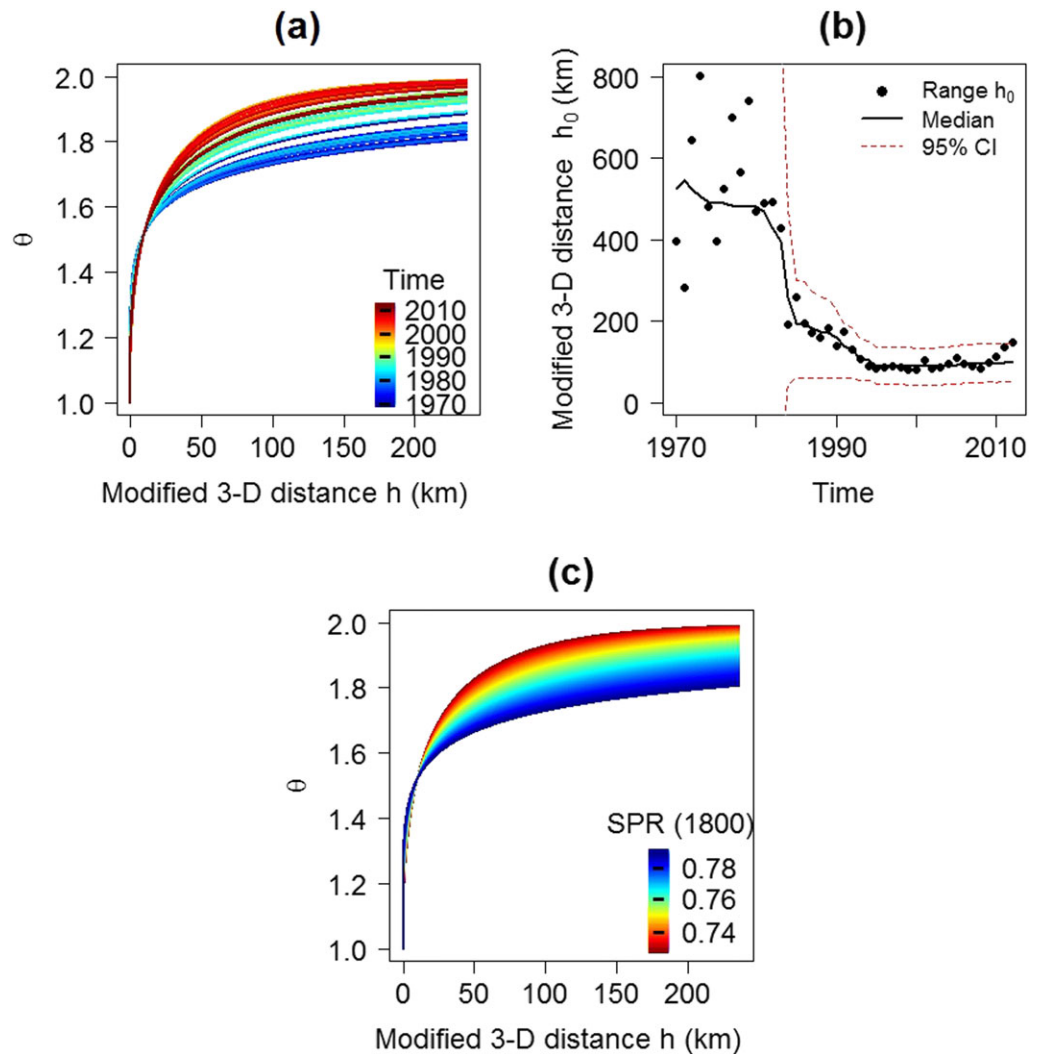 (a)
2.0
1.8
1.6
1.4
1.2
1.0
θ
Time
2010
2000
1990
1980
1970
0 50 100 150 200
Modified 3-D distance h (km)
(b)
Modified 3-D distance h0 (km)
800
600
400
200
0
Range h0
Median
95% CI
1970 1990 2010
Time
(c)
2.0
1.8
1.6
1.4
1.2
1.0
θ
SPR (1800)
0.78
0.76
0.74
0 50 100 150 200
Modified 3-D distance h (km)